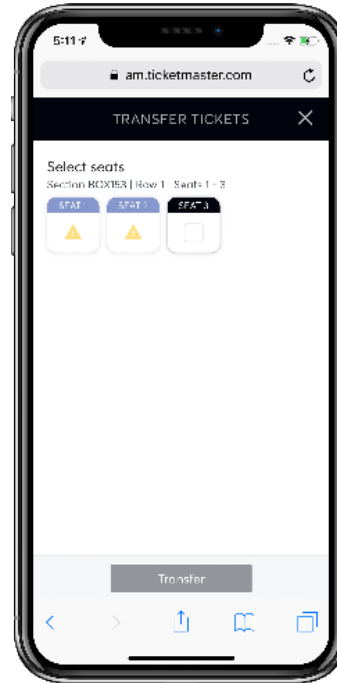 5:11
am.ticketmaster.com
TRANSFER TICKETS
Select seats
Section BOX153 | Row 1 Seats 1 - 3
SEAT 1 SEAT 2 SEAT 3
Transfer